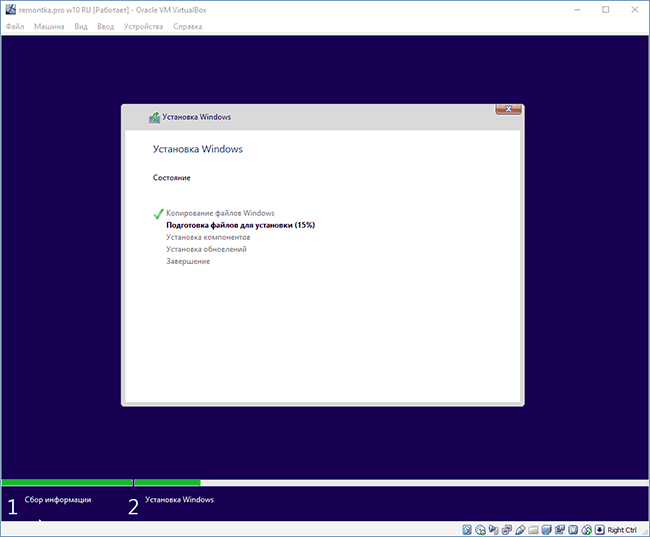 remontka.pro w10 RU [Работает] - Oracle VM VirtualBox
Файл Машина Вид Ввод Устройства Справка
Установка Windows
Установка Windows
Состояние
Копирование файлов Windows
Подготовка файлов для установки (15%)
Установка компонентов
Установка обновлений
Завершение
1 Сбор информации 2 Установка Windows
Right Ctrl